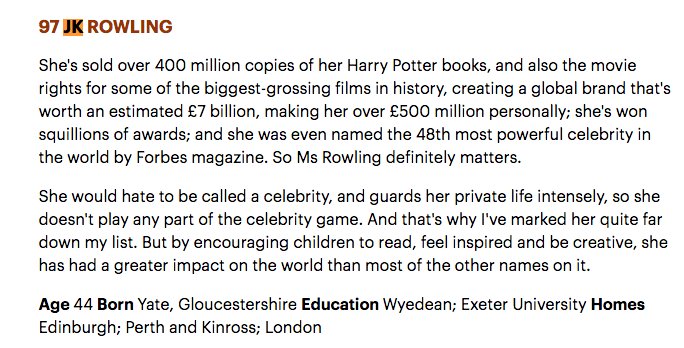 97 JK ROWLING
She's sold over 400 million copies of her Harry Potter books, and also the movie
rights for some of the biggest-grossing films in history, creating a global brand that's
worth an estimated £7 billion, making her over £500 million personally; she's won
squillions of awards; and she was even named the 48th most powerful celebrity in
the world by Forbes magazine. So Ms Rowling definitely matters.
She would hate to be called a celebrity, and guards her private life intensely, so she
doesn't play any part of the celebrity game. And that's why I've marked her quite far
down my list. But by encouraging children to read, feel inspired and be creative, she
has had a greater impact on the world than most of the other names on it.
Age 44 Born Yate, Gloucestershire Education Wyedean; Exeter University Homes
Edinburgh; Perth and Kinross; London